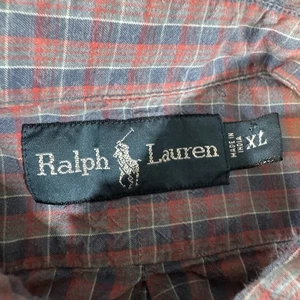 Ralph Lauren
MADE IN
INDIA
XL